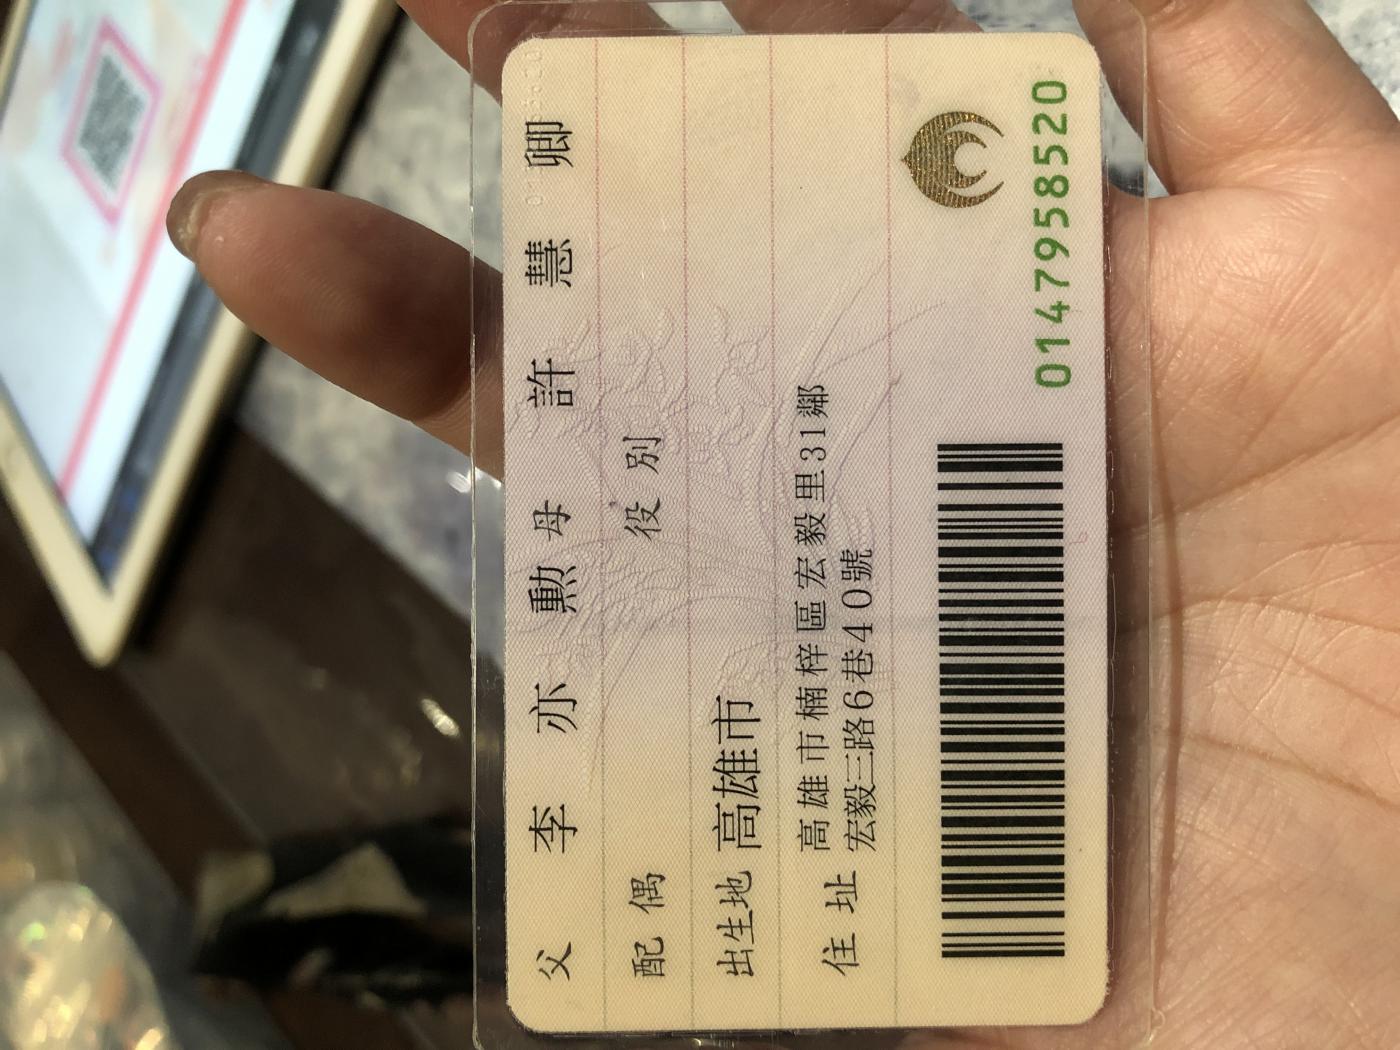 父 李亦勳 母 許慧卿
配偶 役別
出生地 高雄市
住址 高雄市楠梓區宏毅里31鄰
宏毅三路6巷40號
0147958520